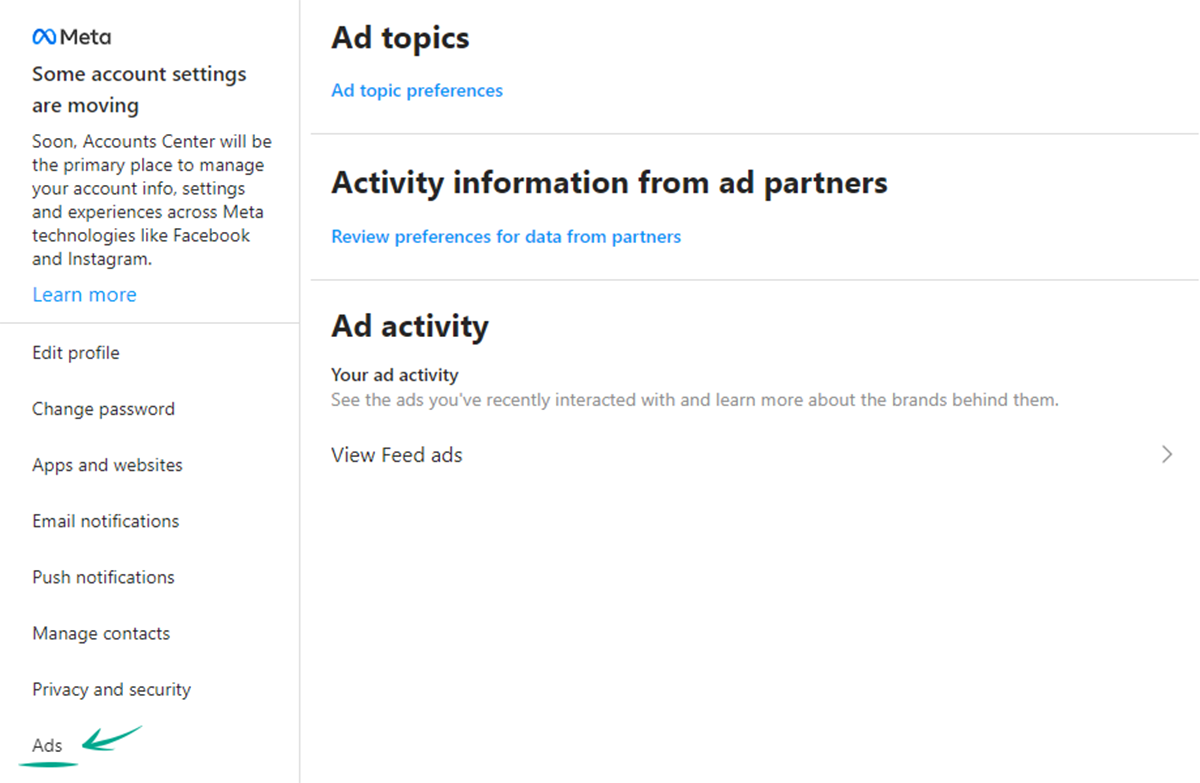 Meta
Some account settings
are moving
Soon, Accounts Center will be
the primary place to manage
your account info, settings
and experiences across Meta
technologies like Facebook
and Instagram.
Learn more
Edit profile
Change password
Apps and websites
Email notifications
Push notifications
Manage contacts
Privacy and security
Ads
Ad topics
Ad topic preferences
Activity information from ad partners
Review preferences for data from partners
Ad activity
Your ad activity
See the ads you've recently interacted with and learn more about the brands behind them.
View Feed ads